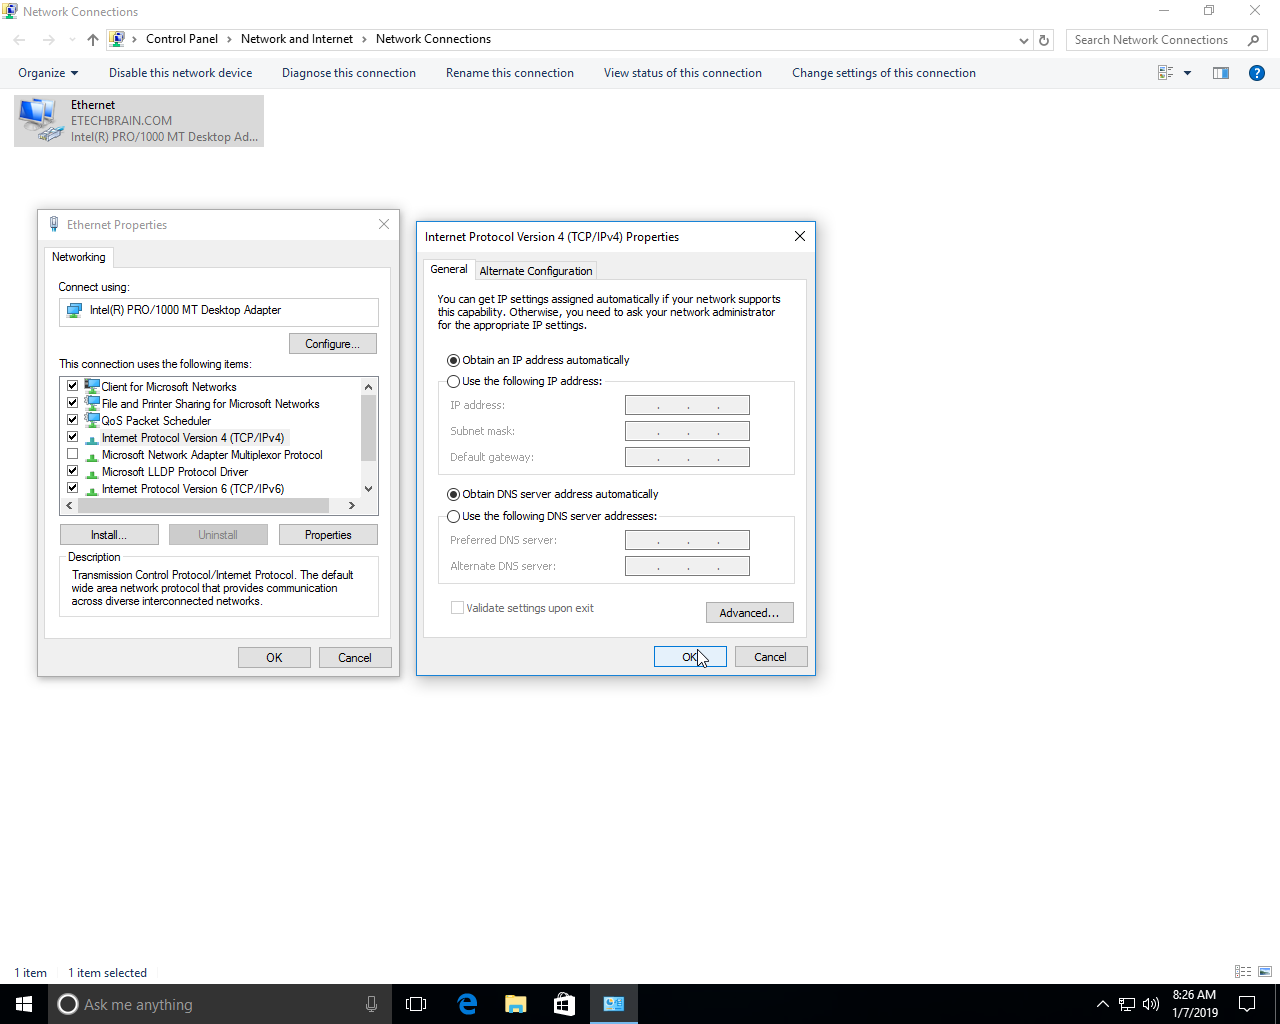 Network Connections
Control Panel > Network and Internet > Network Connections
Search Network Connections
Organize
Disable this network device
Diagnose this connection
Rename this connection
View status of this connection
Change settings of this connection
Ethernet
ETECHBRAIN.COM
Intel(R) PRO/1000 MT Desktop Ad...
Ethernet Properties
Networking
Connect using:
Intel(R) PRO/1000 MT Desktop Adapter
Configure...
This connection uses the following items:
Client for Microsoft Networks
File and Printer Sharing for Microsoft Networks
QoS Packet Scheduler
Internet Protocol Version 4 (TCP/IPv4)
Microsoft Network Adapter Multiplexor Protocol
Microsoft LLDP Protocol Driver
Internet Protocol Version 6 (TCP/IPv6)
Install...
Uninstall
Properties
Description
Transmission Control Protocol/Internet Protocol. The default
wide area network protocol that provides communication
across diverse interconnected networks.
OK
Cancel
Internet Protocol Version 4 (TCP/IPv4) Properties
General
Alternate Configuration
You can get IP settings assigned automatically if your network supports
this capability. Otherwise, you need to ask your network administrator
for the appropriate IP settings.
Obtain an IP address automatically
Use the following IP address:
IP address:
Subnet mask:
Default gateway:
Obtain DNS server address automatically
Use the following DNS server addresses:
Preferred DNS server:
Alternate DNS server:
Validate settings upon exit
Advanced...
OK
Cancel
1 item
1 item selected
Ask me anything
8:26 AM
1/7/2019